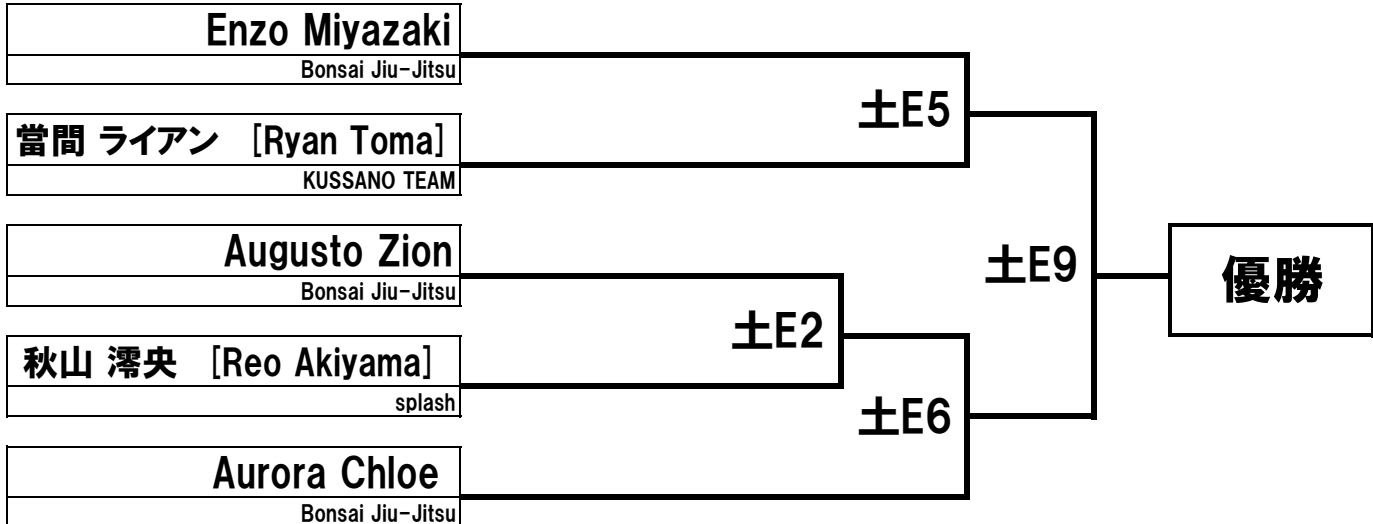 Enzo Miyazaki
Bonsai Jiu-Jitsu
土E5
當間 ライアン [Ryan Toma]
KUSSANO TEAM
Augusto Zion
Bonsai Jiu-Jitsu
土E9
優勝
土E2
秋山 澪央 [Reo Akiyama]
splash
土E6
Aurora Chloe
Bonsai Jiu-Jitsu